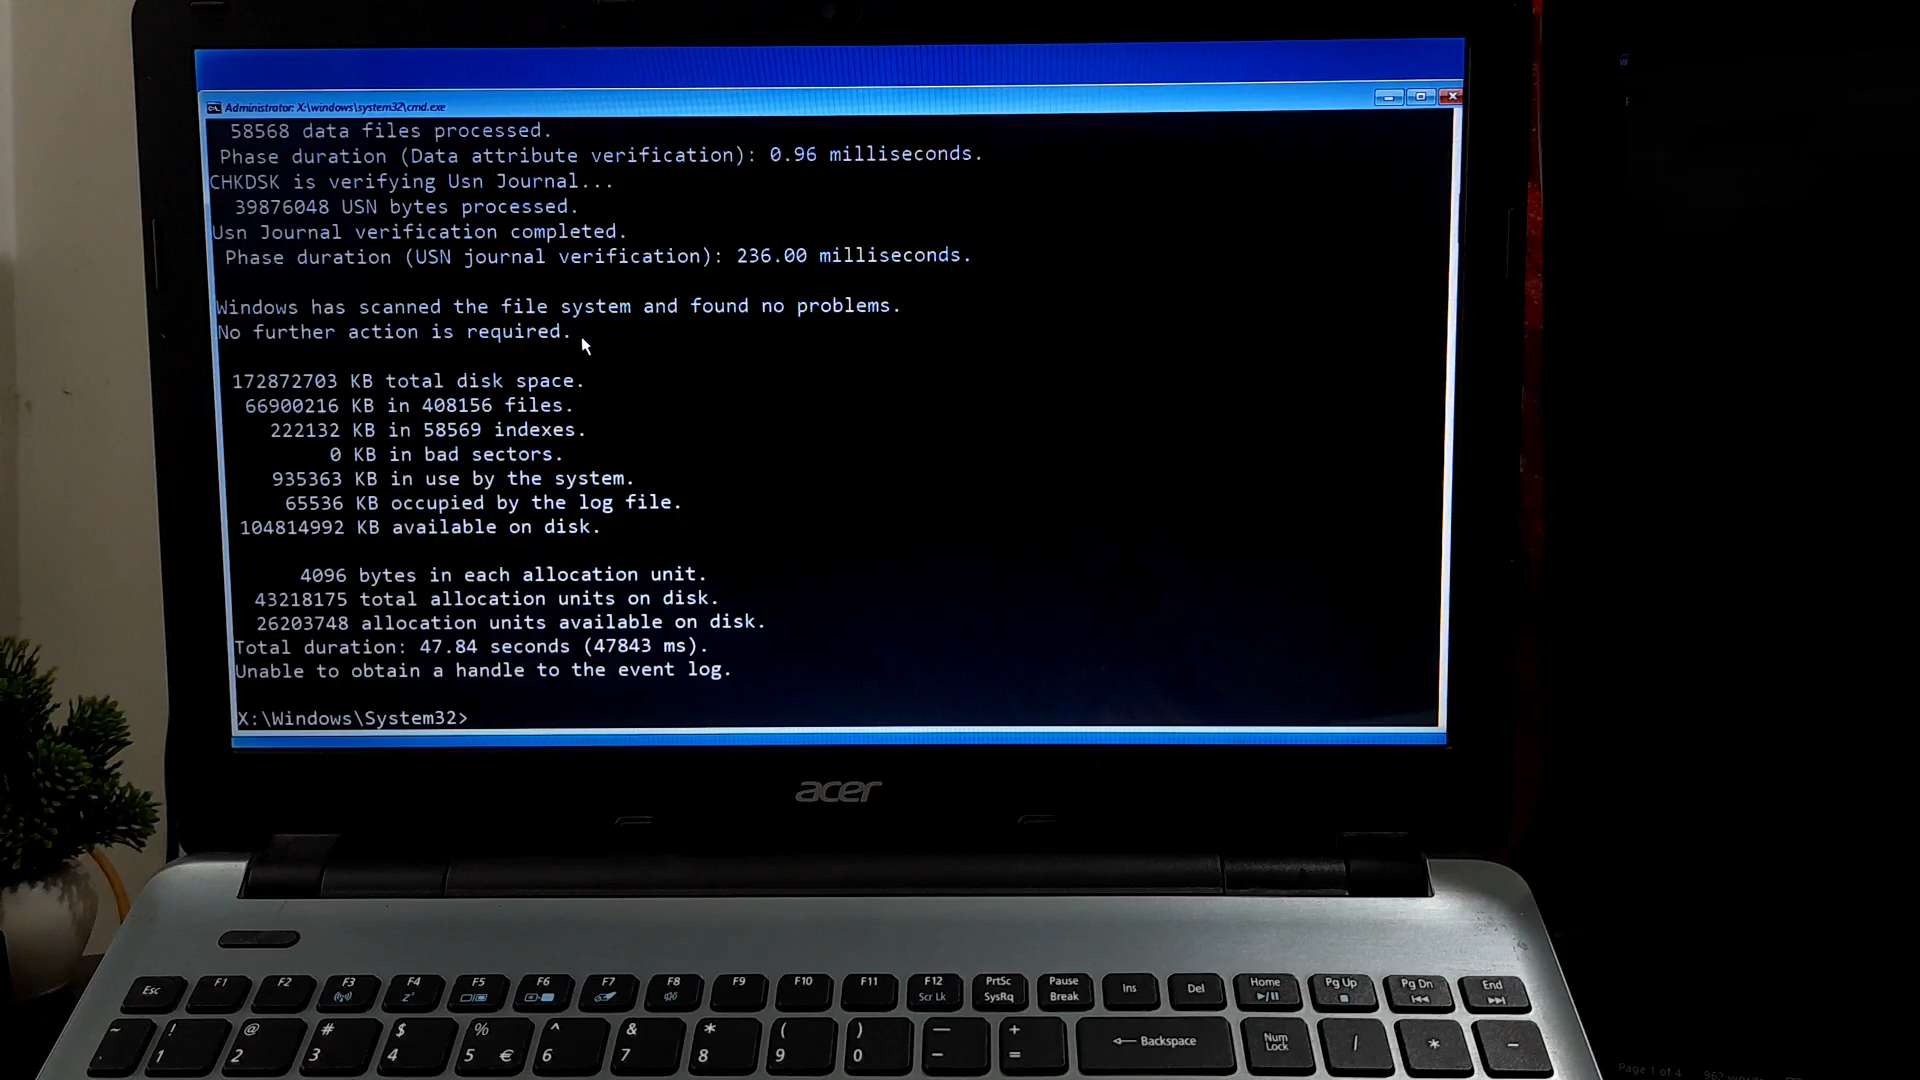 Administrator: X:\windows\system32\cmd.exe
58568 data files processed.
Phase duration (Data attribute verification): 0.96 milliseconds.
CHKDSK is verifying Usn Journal...
39876048 USN bytes processed.
Usn Journal verification completed.
Phase duration (USN journal verification): 236.00 milliseconds.
Windows has scanned the file system and found no problems.
No further action is required.
172872703 KB total disk space.
66900216 KB in 408156 files.
222132 KB in 58569 indexes.
0 KB in bad sectors.
935363 KB in use by the system.
65536 KB occupied by the log file.
104814992 KB available on disk.
4096 bytes in each allocation unit.
43218175 total allocation units on disk.
26203748 allocation units available on disk.
Total duration: 47.84 seconds (47843 ms).
Unable to obtain a handle to the event log.
X:\Windows\System32>
acer
Esc F1 F2 F3 F4 F5 F6 F7 F8 F9 F10 F11 F12 Scr Lk PrtSc SysRq Pause Break Ins Del Home Pg Up Pg Dn End
~ ! 1 @ 2 # 3 $ 4 % 5 € ^ 6 & 7 * 8 ( 9 ) 0 — - + = Backspace Num Lock / * -
Page 1 of 4